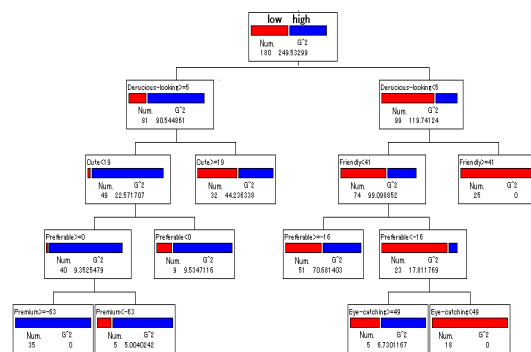 low high
Num. G^2
180 249.53299
Derucious-looking>=5
Num. G^2
81 90.544861
Derucious-looking<5
Num. G^2
99 119.74124
Cute<19
Num. G^2
49 22.571707
Cute>=19
Num. G^2
32 44.236338
Friendly<41
Num. G^2
74 99.098852
Friendly>=41
Num. G^2
25 0
Preferable>=0
Num. G^2
40 9.3525479
Preferable<0
Num. G^2
9 9.5347116
Preferable>=-16
Num. G^2
51 70.681403
Preferable<-16
Num. G^2
23 17.811769
Premium>=-63
Num. G^2
35 0
Premium<-63
Num. G^2
5 5.0040242
Eye-catching>=49
Num. G^2
5 6.7301167
Eye-catching<49
Num. G^2
18 0